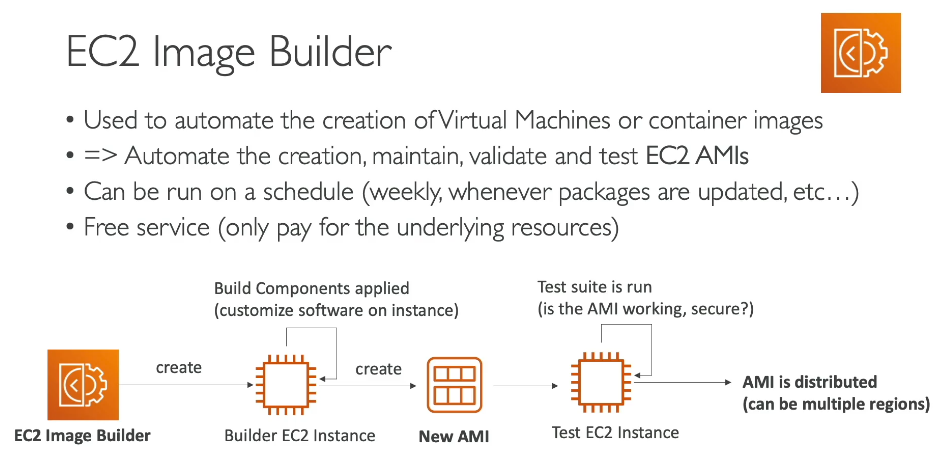 EC2 Image Builder
• Used to automate the creation of Virtual Machines or container images
• => Automate the creation, maintain, validate and test EC2 AMIs
• Can be run on a schedule (weekly, whenever packages are updated, etc…)
• Free service (only pay for the underlying resources)
Build Components applied
(customize software on instance)
Test suite is run
(is the AMI working, secure?)
create
create
AMI is distributed
(can be multiple regions)
EC2 Image Builder
Builder EC2 Instance
New AMI
Test EC2 Instance